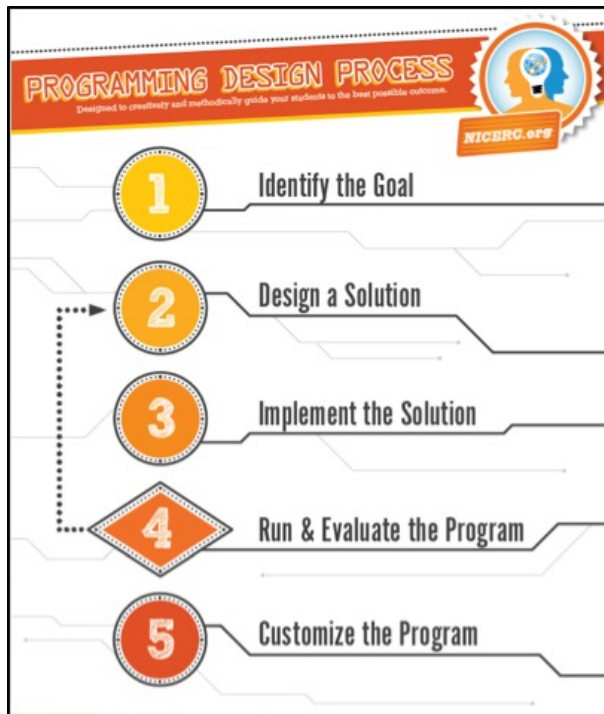 PROGRAMMING DESIGN PROCESS
Designed to creatively and methodically guide your students to the best possible outcome.
NICERC.org
1 Identify the Goal
2 Design a Solution
3 Implement the Solution
4 Run & Evaluate the Program
5 Customize the Program